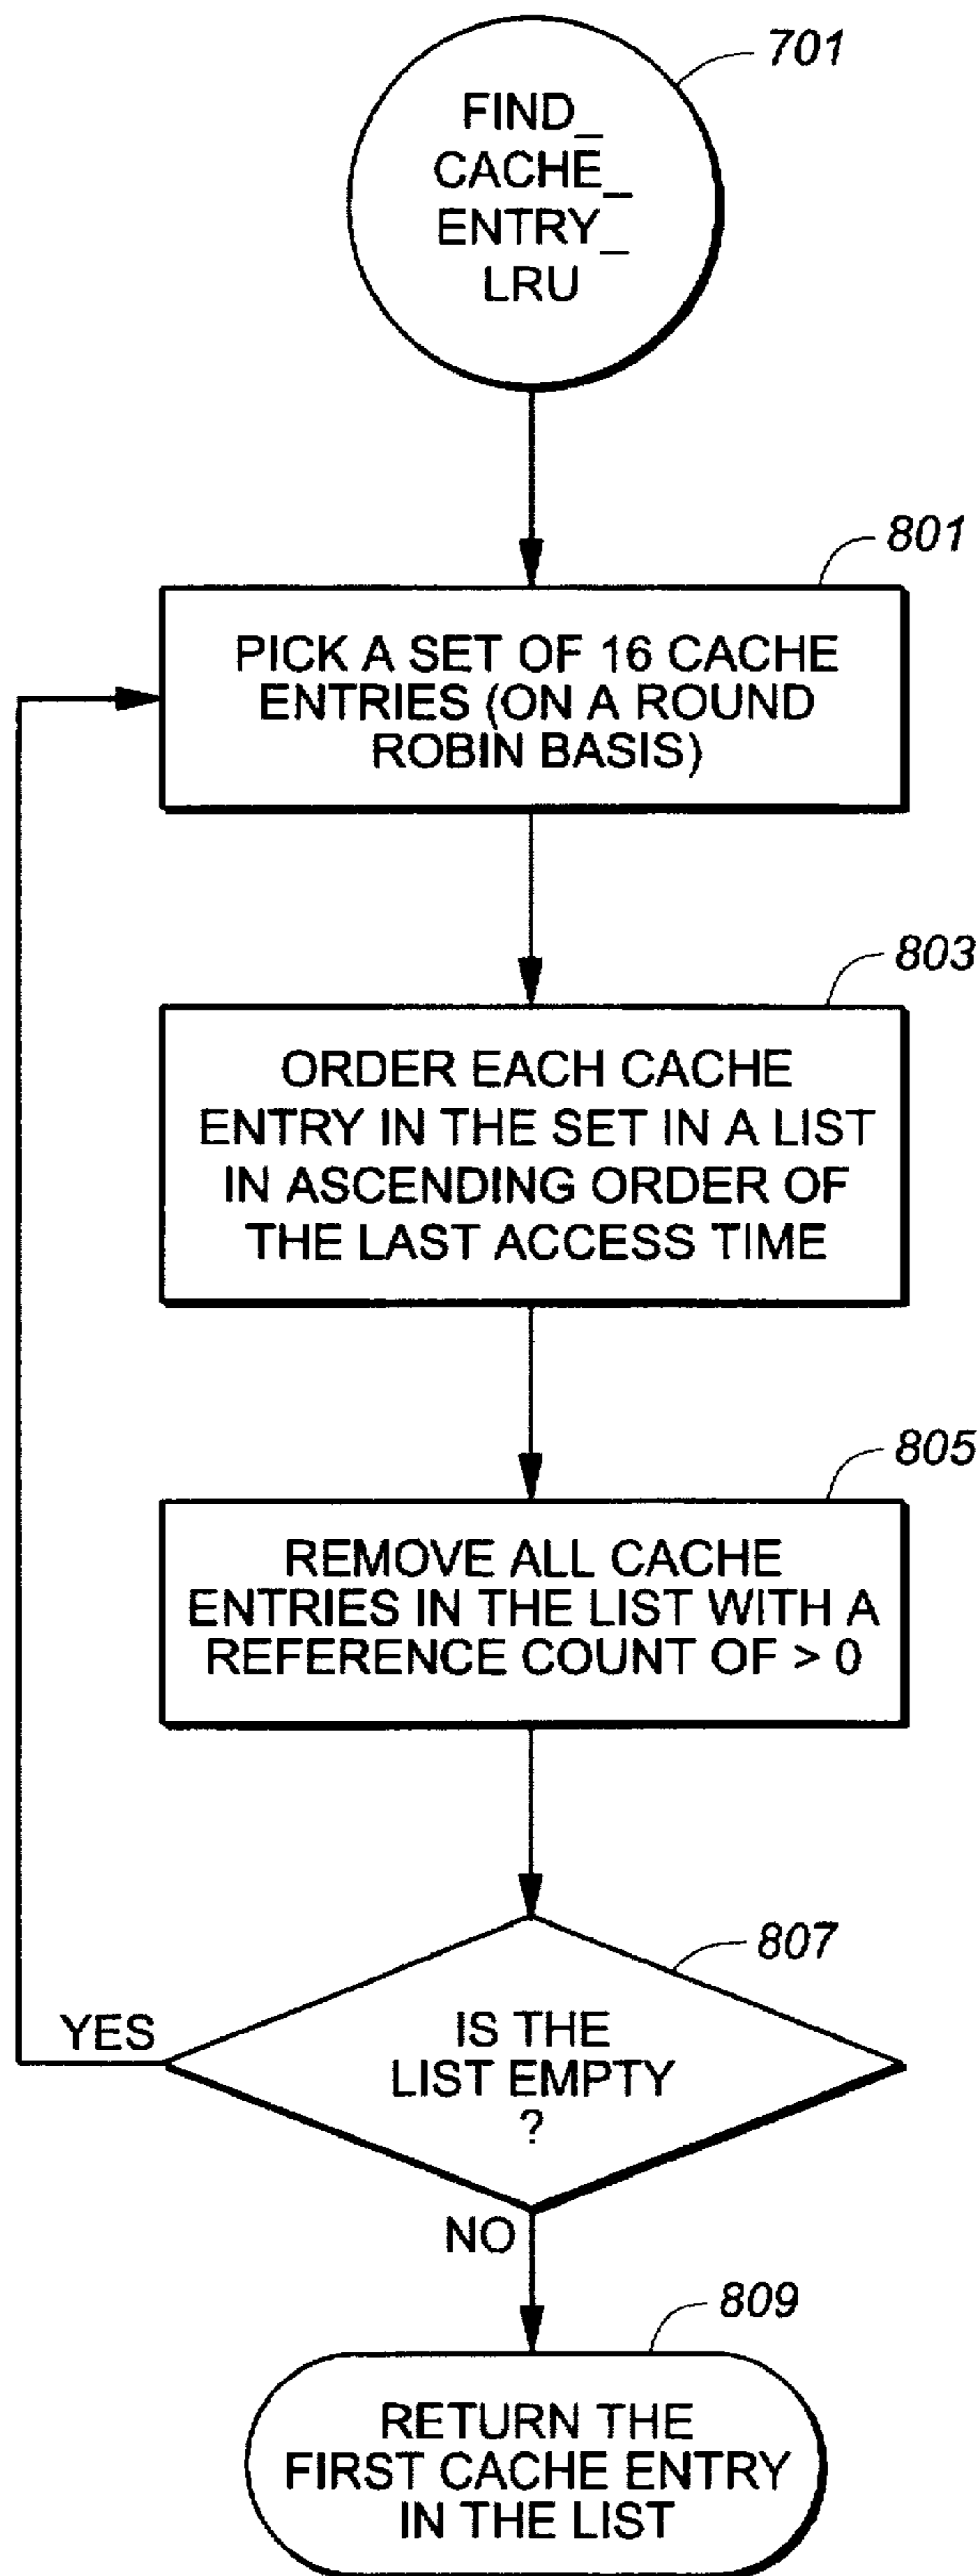 701
FIND_
CACHE_
ENTRY_
LRU
801
PICK A SET OF 16 CACHE
ENTRIES (ON A ROUND
ROBIN BASIS)
803
ORDER EACH CACHE
ENTRY IN THE SET IN A LIST
IN ASCENDING ORDER OF
THE LAST ACCESS TIME
805
REMOVE ALL CACHE
ENTRIES IN THE LIST WITH A
REFERENCE COUNT OF > 0
807
YES
IS THE
LIST EMPTY
?
NO
809
RETURN THE
FIRST CACHE ENTRY
IN THE LIST